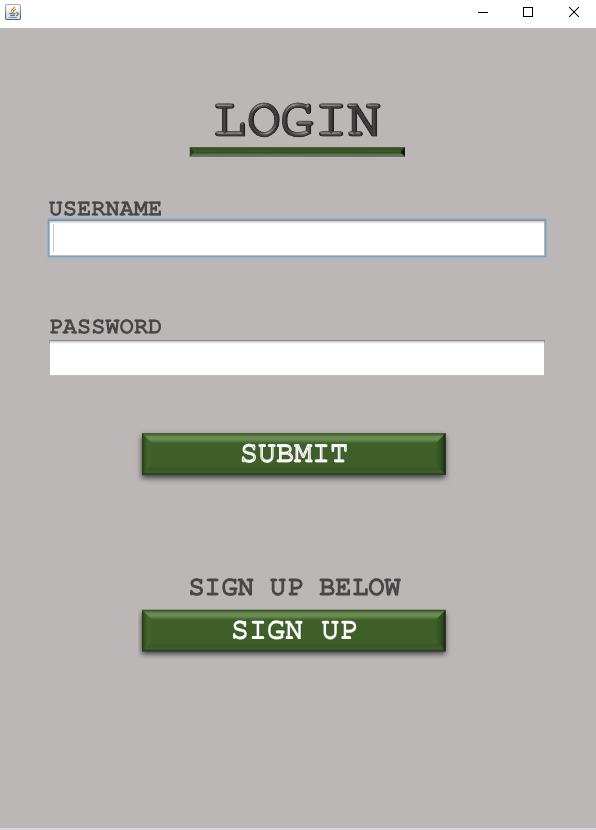 LOGIN
USERNAME
PASSWORD
SUBMIT
SIGN UP BELOW
SIGN UP